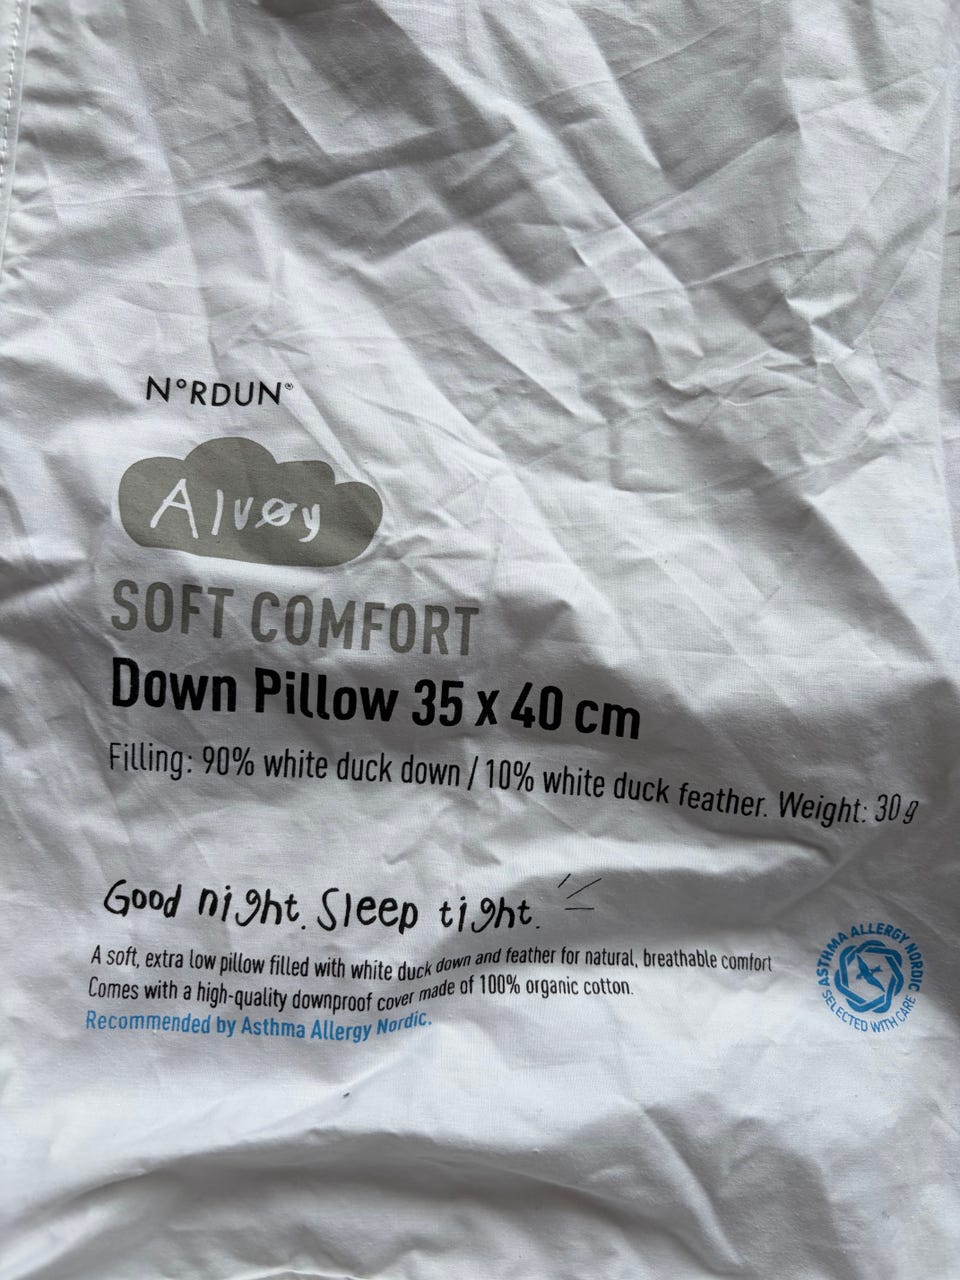 N°RDUN®
Alvøy
SOFT COMFORT
Down Pillow 35 x 40 cm
Filling: 90% white duck down / 10% white duck feather. Weight: 30 g
Good night. Sleep tight.
A soft, extra low pillow filled with white duck down and feather for natural, breathable comfort
Comes with a high-quality downproof cover made of 100% organic cotton.
Recommended by Asthma Allergy Nordic.
ASTHMA ALLERGY NORDIC
SELECTED WITH CARE